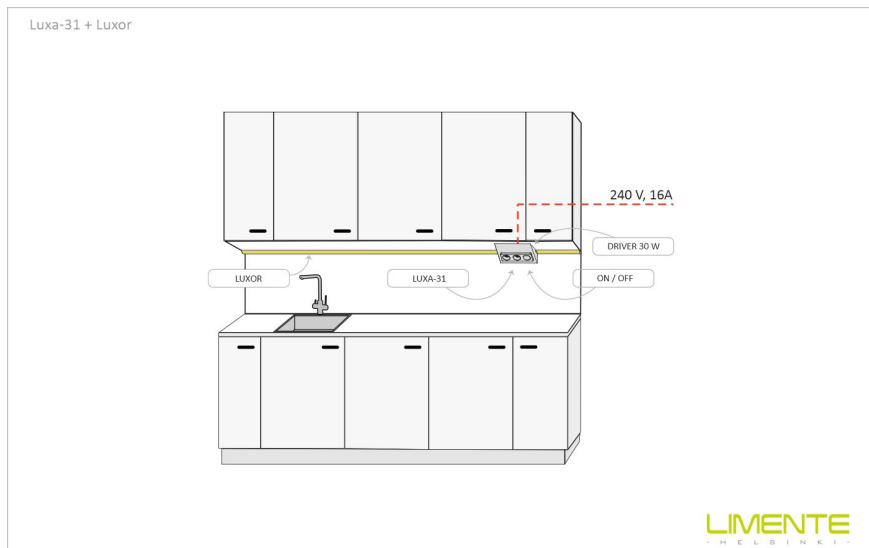 Luxa-31 + Luxor
240 V, 16A
DRIVER 30 W
LUXOR
LUXA-31
ON / OFF
LIMENTE
- HELSINKI -